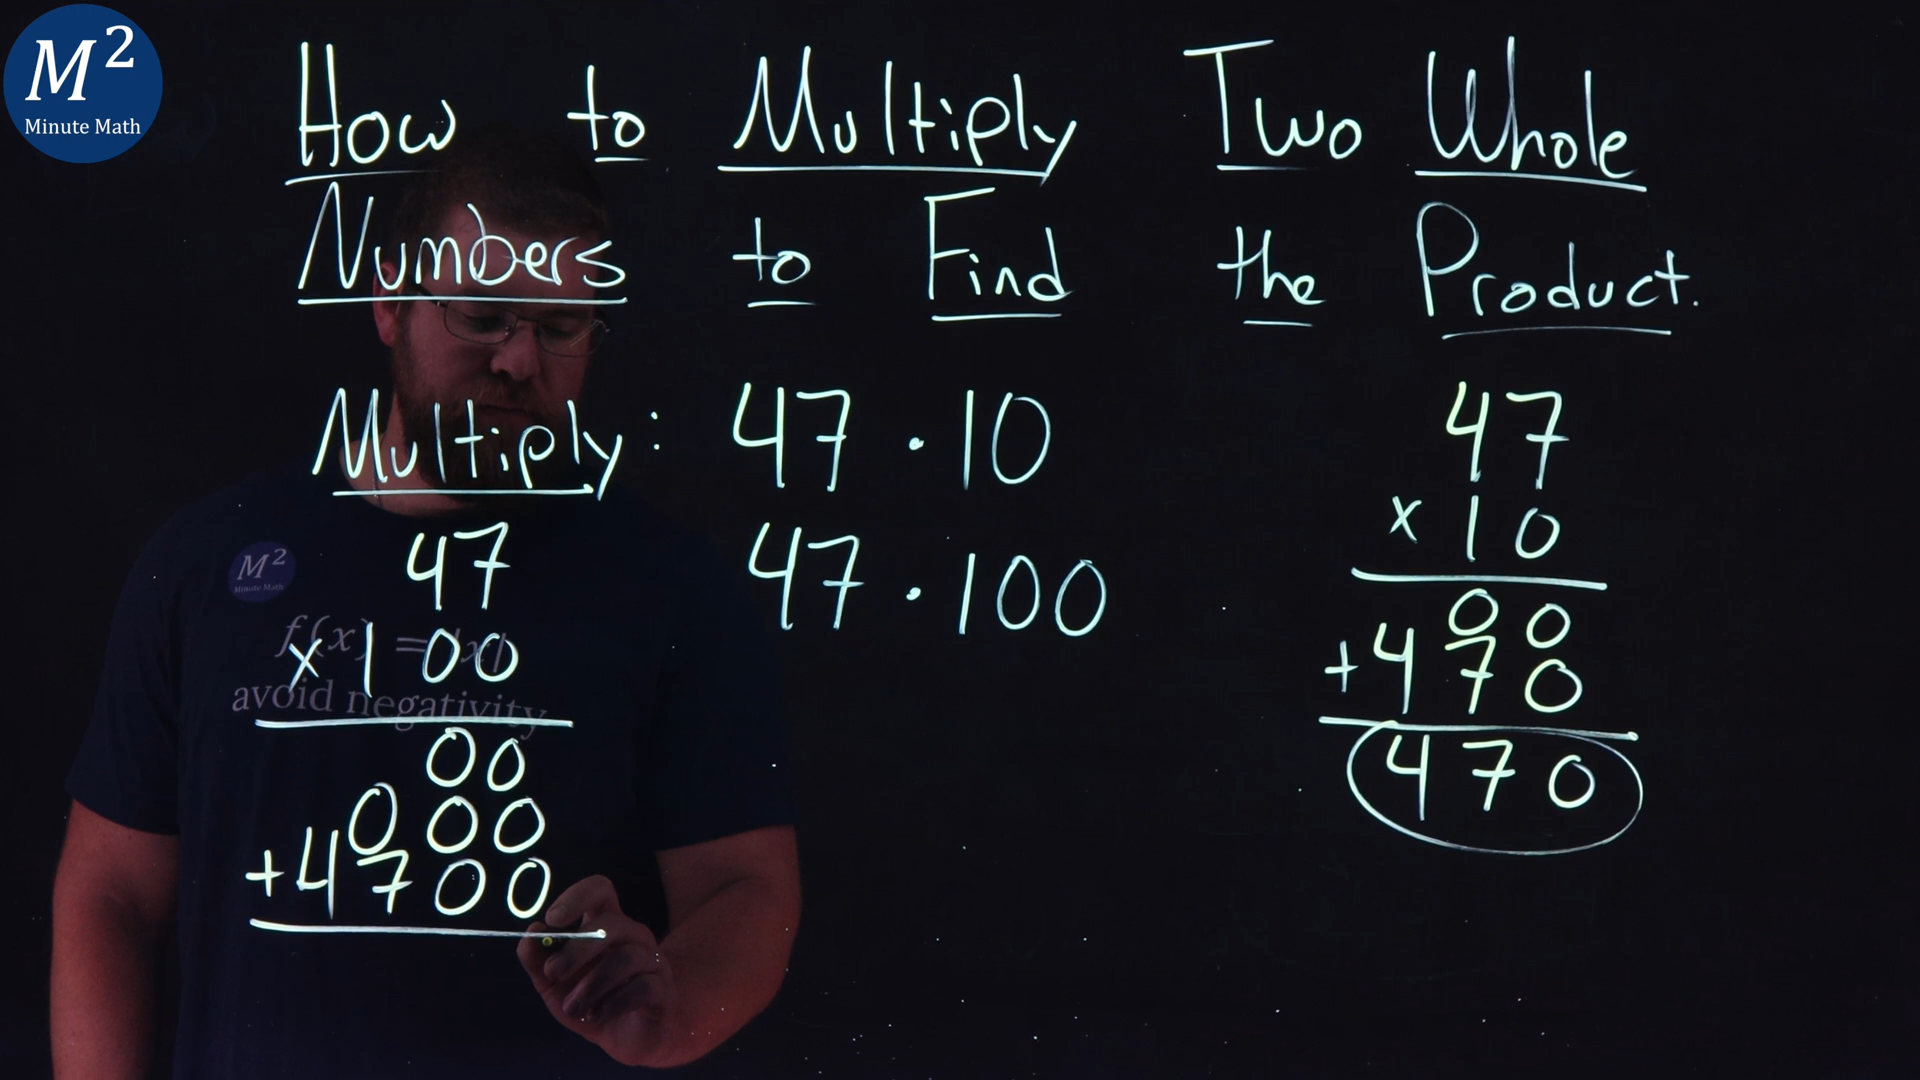 M²
Minute Math
How to Multiply Two Whole
Numbers to Find the Product.
Multiply: 47 · 10
47 · 100
47
x 10
00
+ 470
470
47
x 100
00
000
+ 4700
M²
Minute Math
f(x) = |x|
avoid negativity